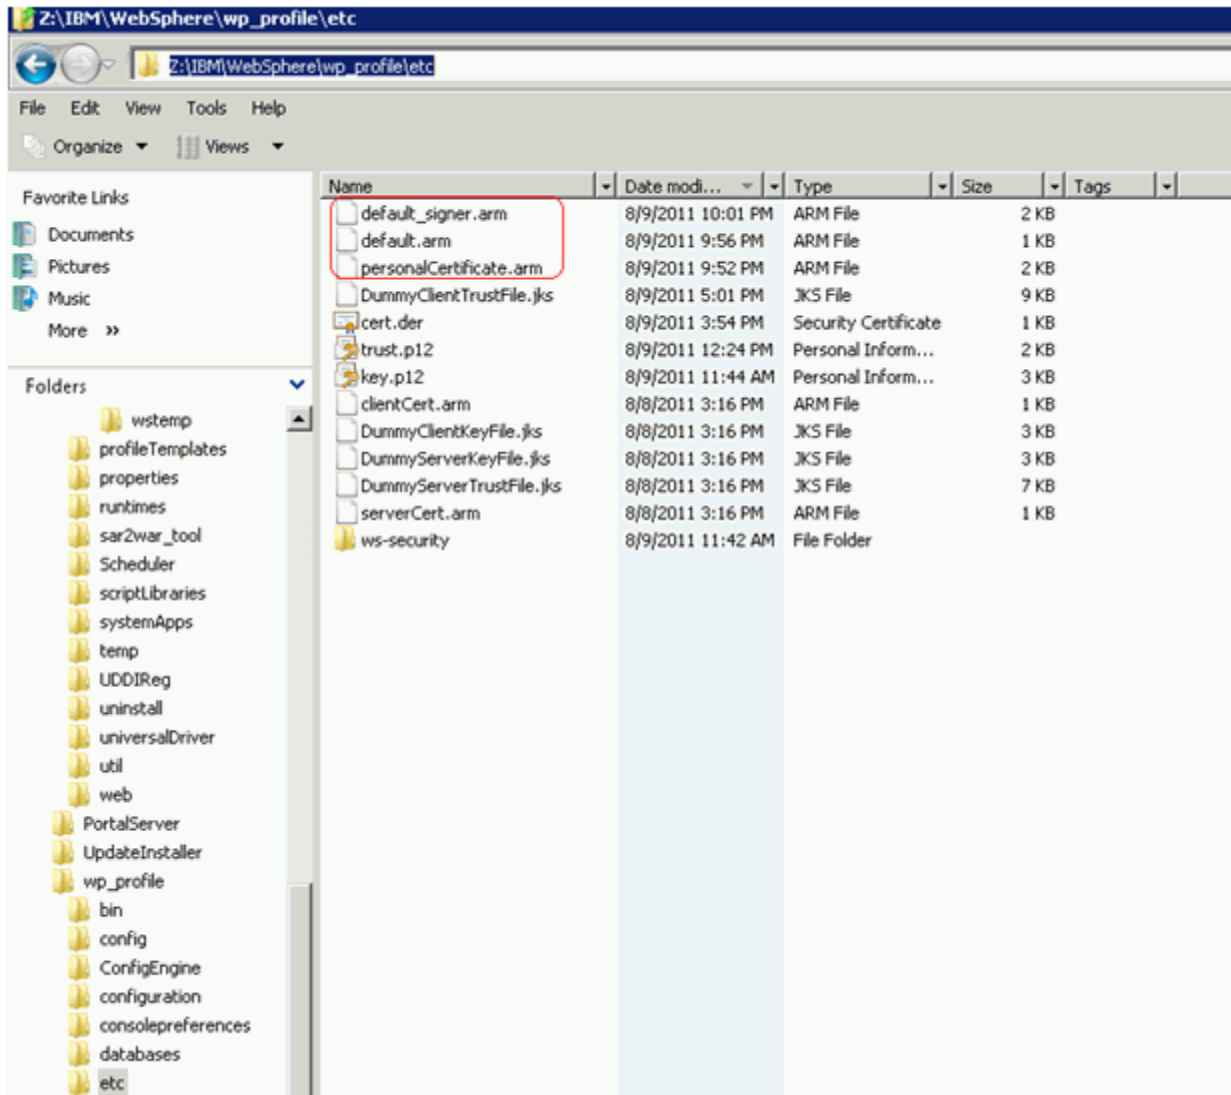 Z:\IBM\WebSphere\wp_profile\etc
Z:\IBM\WebSphere\wp_profile\etc
File Edit View Tools Help
Organize Views
Favorite Links
Documents
Pictures
Music
More »
Folders
wstemp
profileTemplates
properties
runtimes
sar2war_tool
Scheduler
scriptLibraries
systemApps
temp
UDDIReg
uninstall
universalDriver
util
web
PortalServer
UpdateInstaller
wp_profile
bin
config
ConfigEngine
configuration
consolepreferences
databases
etc
Name Date modi... Type Size Tags
default_signer.arm 8/9/2011 10:01 PM ARM File 2 KB
default.arm 8/9/2011 9:56 PM ARM File 1 KB
personalCertificate.arm 8/9/2011 9:52 PM ARM File 2 KB
DummyClientTrustFile.jks 8/9/2011 5:01 PM JKS File 9 KB
cert.der 8/9/2011 3:54 PM Security Certificate 1 KB
trust.p12 8/9/2011 12:24 PM Personal Inform... 2 KB
key.p12 8/9/2011 11:44 AM Personal Inform... 3 KB
clientCert.arm 8/8/2011 3:16 PM ARM File 1 KB
DummyClientKeyFile.jks 8/8/2011 3:16 PM JKS File 3 KB
DummyServerKeyFile.jks 8/8/2011 3:16 PM JKS File 3 KB
DummyServerTrustFile.jks 8/8/2011 3:16 PM JKS File 7 KB
serverCert.arm 8/8/2011 3:16 PM ARM File 1 KB
ws-security 8/9/2011 11:42 AM File Folder